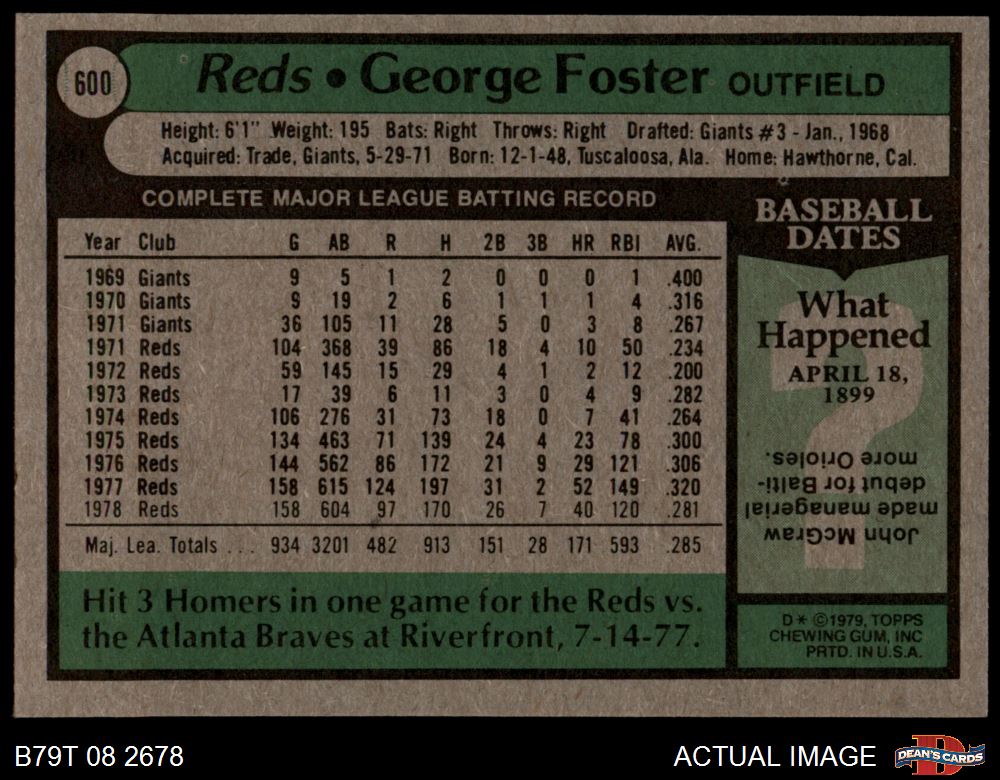 600
Reds • George Foster OUTFIELD
Height: 6'1" Weight: 195 Bats: Right Throws: Right Drafted: Giants #3 - Jan., 1968
Acquired: Trade, Giants, 5-29-71 Born: 12-1-48, Tuscaloosa, Ala. Home: Hawthorne, Cal.
COMPLETE MAJOR LEAGUE BATTING RECORD
Year Club G AB R H 2B 3B HR RBI AVG.
1969 Giants 9 5 1 2 0 0 0 1 .400
1970 Giants 9 19 2 6 1 1 1 4 .316
1971 Giants 36 105 11 28 5 0 3 8 .267
1971 Reds 104 368 39 86 18 4 10 50 .234
1972 Reds 59 145 15 29 4 1 2 12 .200
1973 Reds 17 39 6 11 3 0 4 9 .282
1974 Reds 106 276 31 73 18 0 7 41 .264
1975 Reds 134 463 71 139 24 4 23 78 .300
1976 Reds 144 562 86 172 21 9 29 121 .306
1977 Reds 158 615 124 197 31 2 52 149 .320
1978 Reds 158 604 97 170 26 7 40 120 .281
Maj. Lea. Totals ... 934 3201 482 913 151 28 171 593 .285
Hit 3 Homers in one game for the Reds vs.
the Atlanta Braves at Riverfront, 7-14-77.
BASEBALL
DATES
What
Happened
APRIL 18,
1899
?
John McGraw
made managerial
debut for Balti-
more Orioles.
D * ©1979, TOPPS
CHEWING GUM, INC
PRTD. IN U.S.A.
B79T 08 2678
ACTUAL IMAGE
D
DEAN'S CARDS